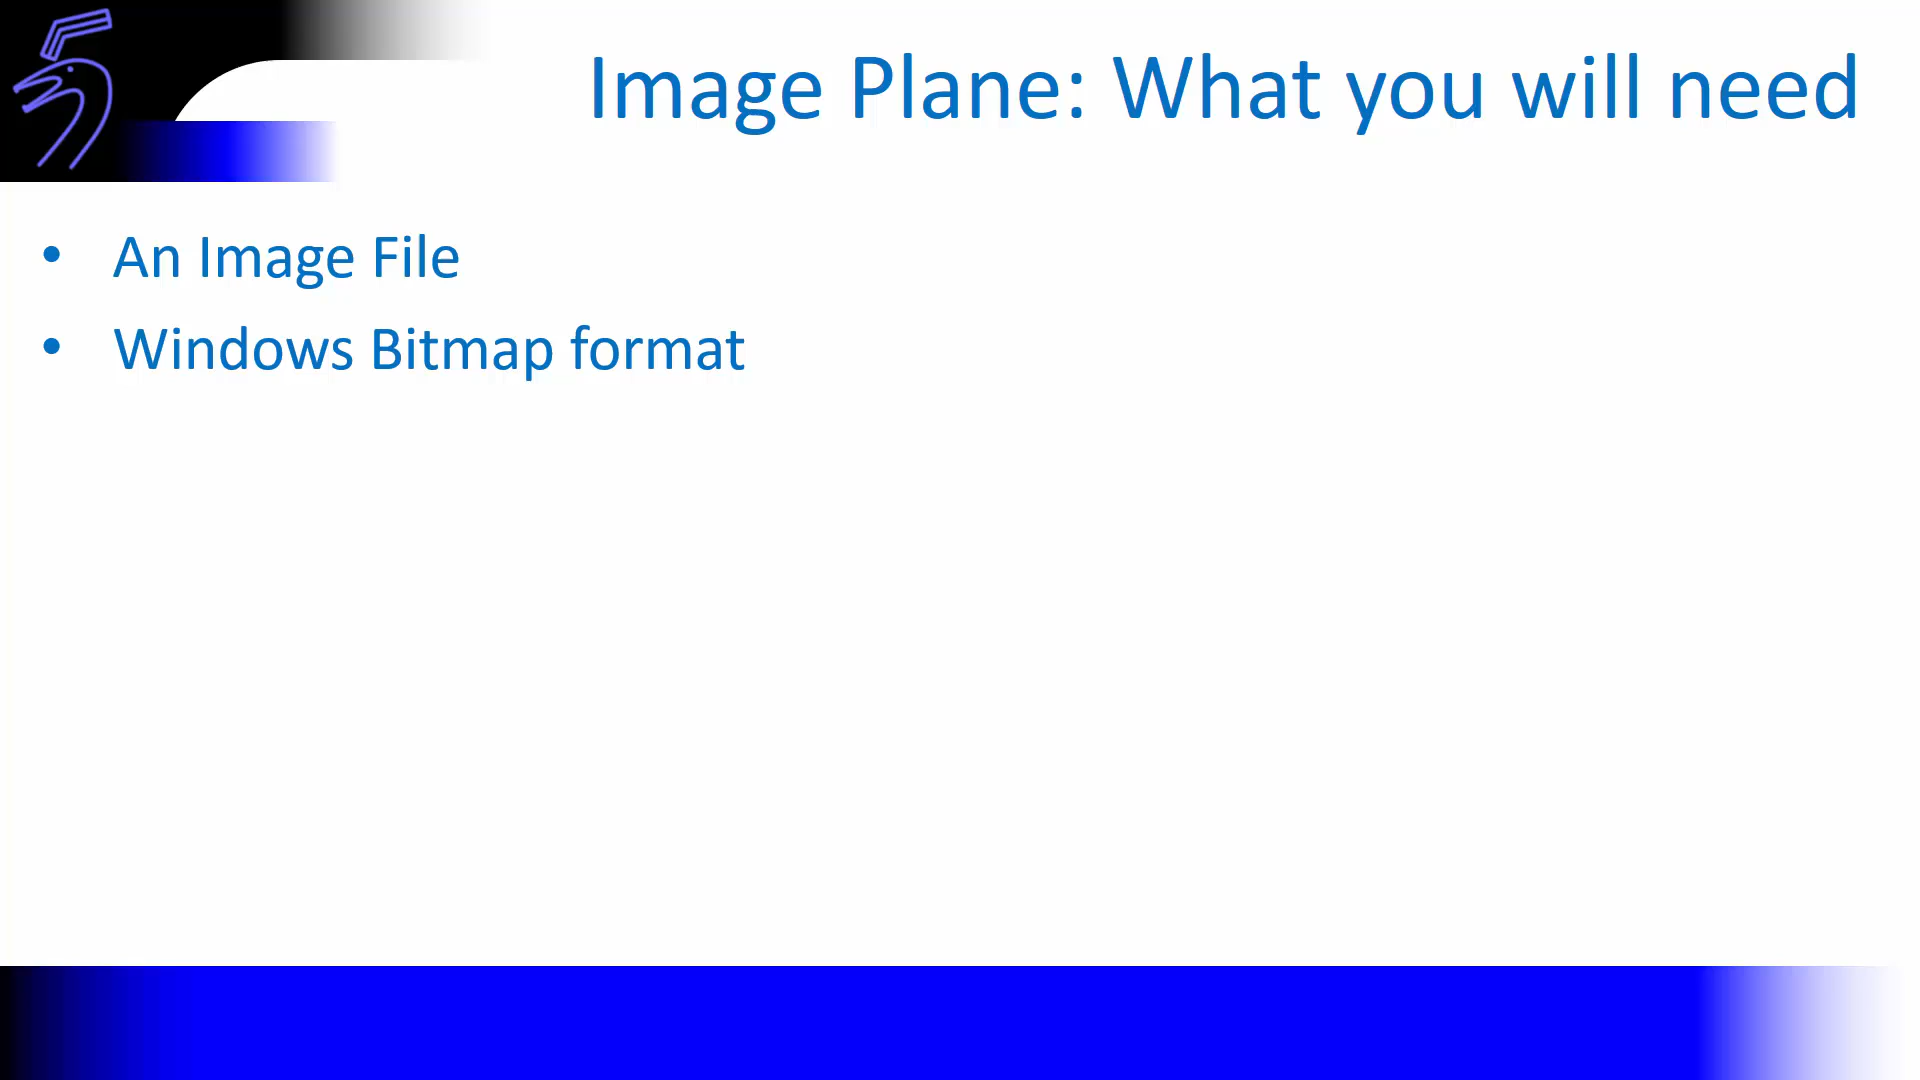 Image Plane: What you will need
• An Image File
• Windows Bitmap format